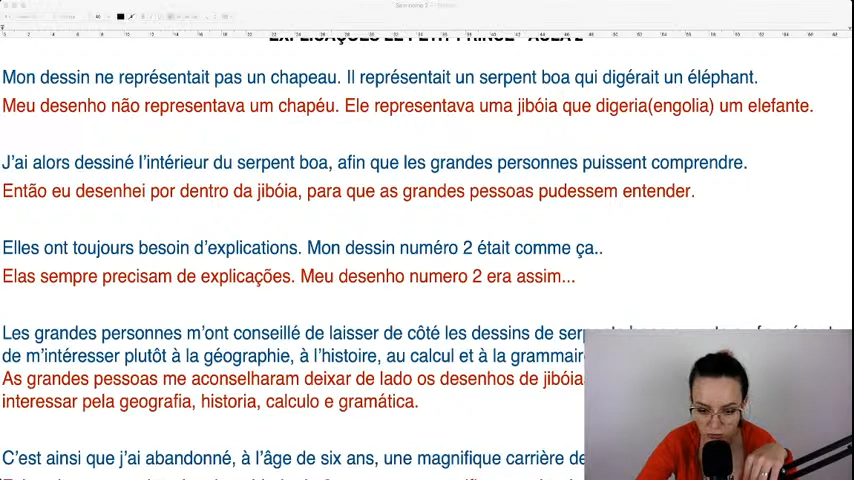 EXPLICAÇÕES LE PETIT PRINCE - AULA 2
Mon dessin ne représentait pas un chapeau. Il représentait un serpent boa qui digérait un éléphant.
Meu desenho não representava um chapéu. Ele representava uma jibóia que digeria(engolia) um elefante.
J'ai alors dessiné l'intérieur du serpent boa, afin que les grandes personnes puissent comprendre.
Então eu desenhei por dentro da jibóia, para que as grandes pessoas pudessem entender.
Elles ont toujours besoin d'explications. Mon dessin numéro 2 était comme ça..
Elas sempre precisam de explicações. Meu desenho numero 2 era assim...
Les grandes personnes m'ont conseillé de laisser de côté les dessins de
de m'intéresser plutôt à la géographie, à l'histoire, au calcul et à la
As grandes pessoas me aconselharam deixar de lado os desenhos de
interessar pela geografia, historia, calculo e gramática.
C'est ainsi que j'ai abandonné, à l'âge de six ans, une magnifique carrière